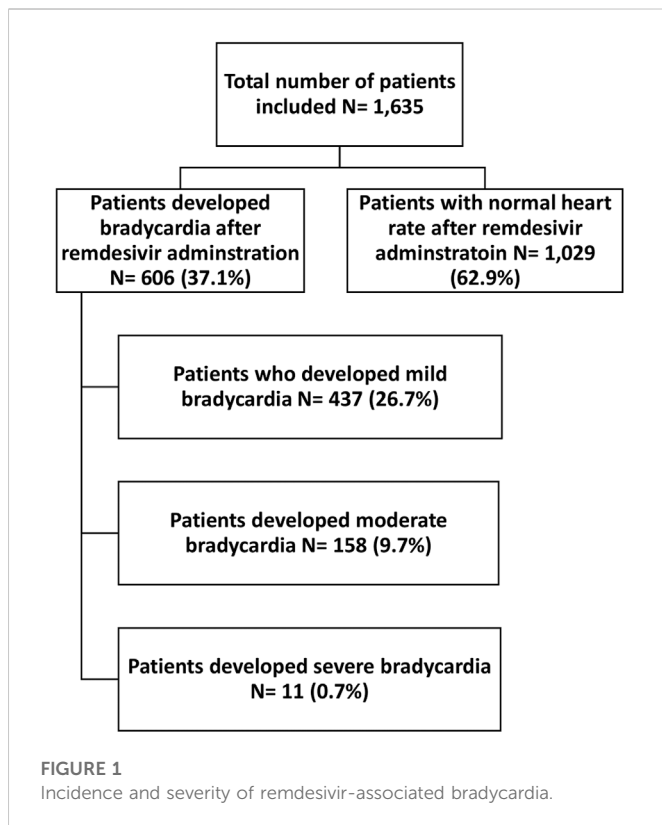 Total number of patients
included N= 1,635
Patients developed
bradycardia after
remdesivir adminstration
N= 606 (37.1%)
Patients with normal heart
rate after remdesivir
adminstratoin N= 1,029
(62.9%)
Patients who developed mild
bradycardia N= 437 (26.7%)
Patients developed moderate
bradycardia N= 158 (9.7%)
Patients developed severe bradycardia
N= 11 (0.7%)
FIGURE 1
Incidence and severity of remdesivir-associated bradycardia.